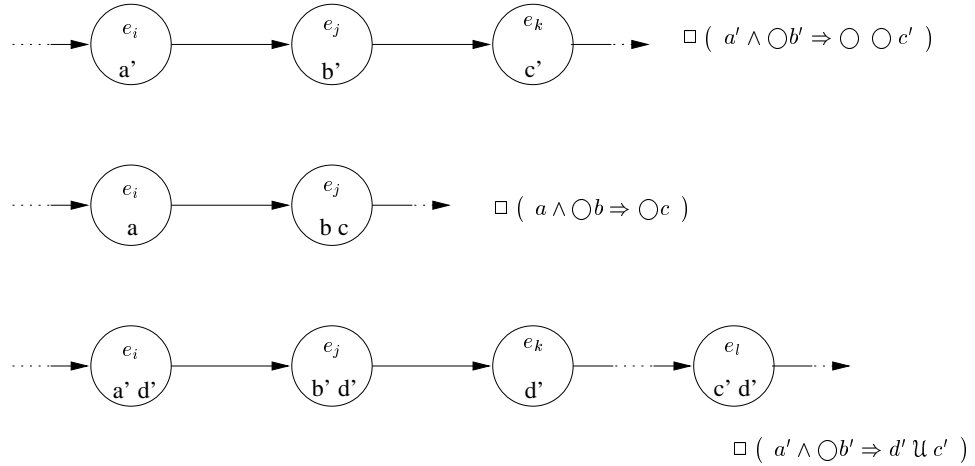 e_i e_j e_k
a' b' c'
□ ( a' ∧ ◯b' ⇒ ◯ ◯ c' )
e_i e_j
a b c
□ ( a ∧ ◯b ⇒ ◯c )
e_i e_j e_k e_l
a' d' b' d' d' c' d'
□ ( a' ∧ ◯b' ⇒ d' 𝔘 c' )